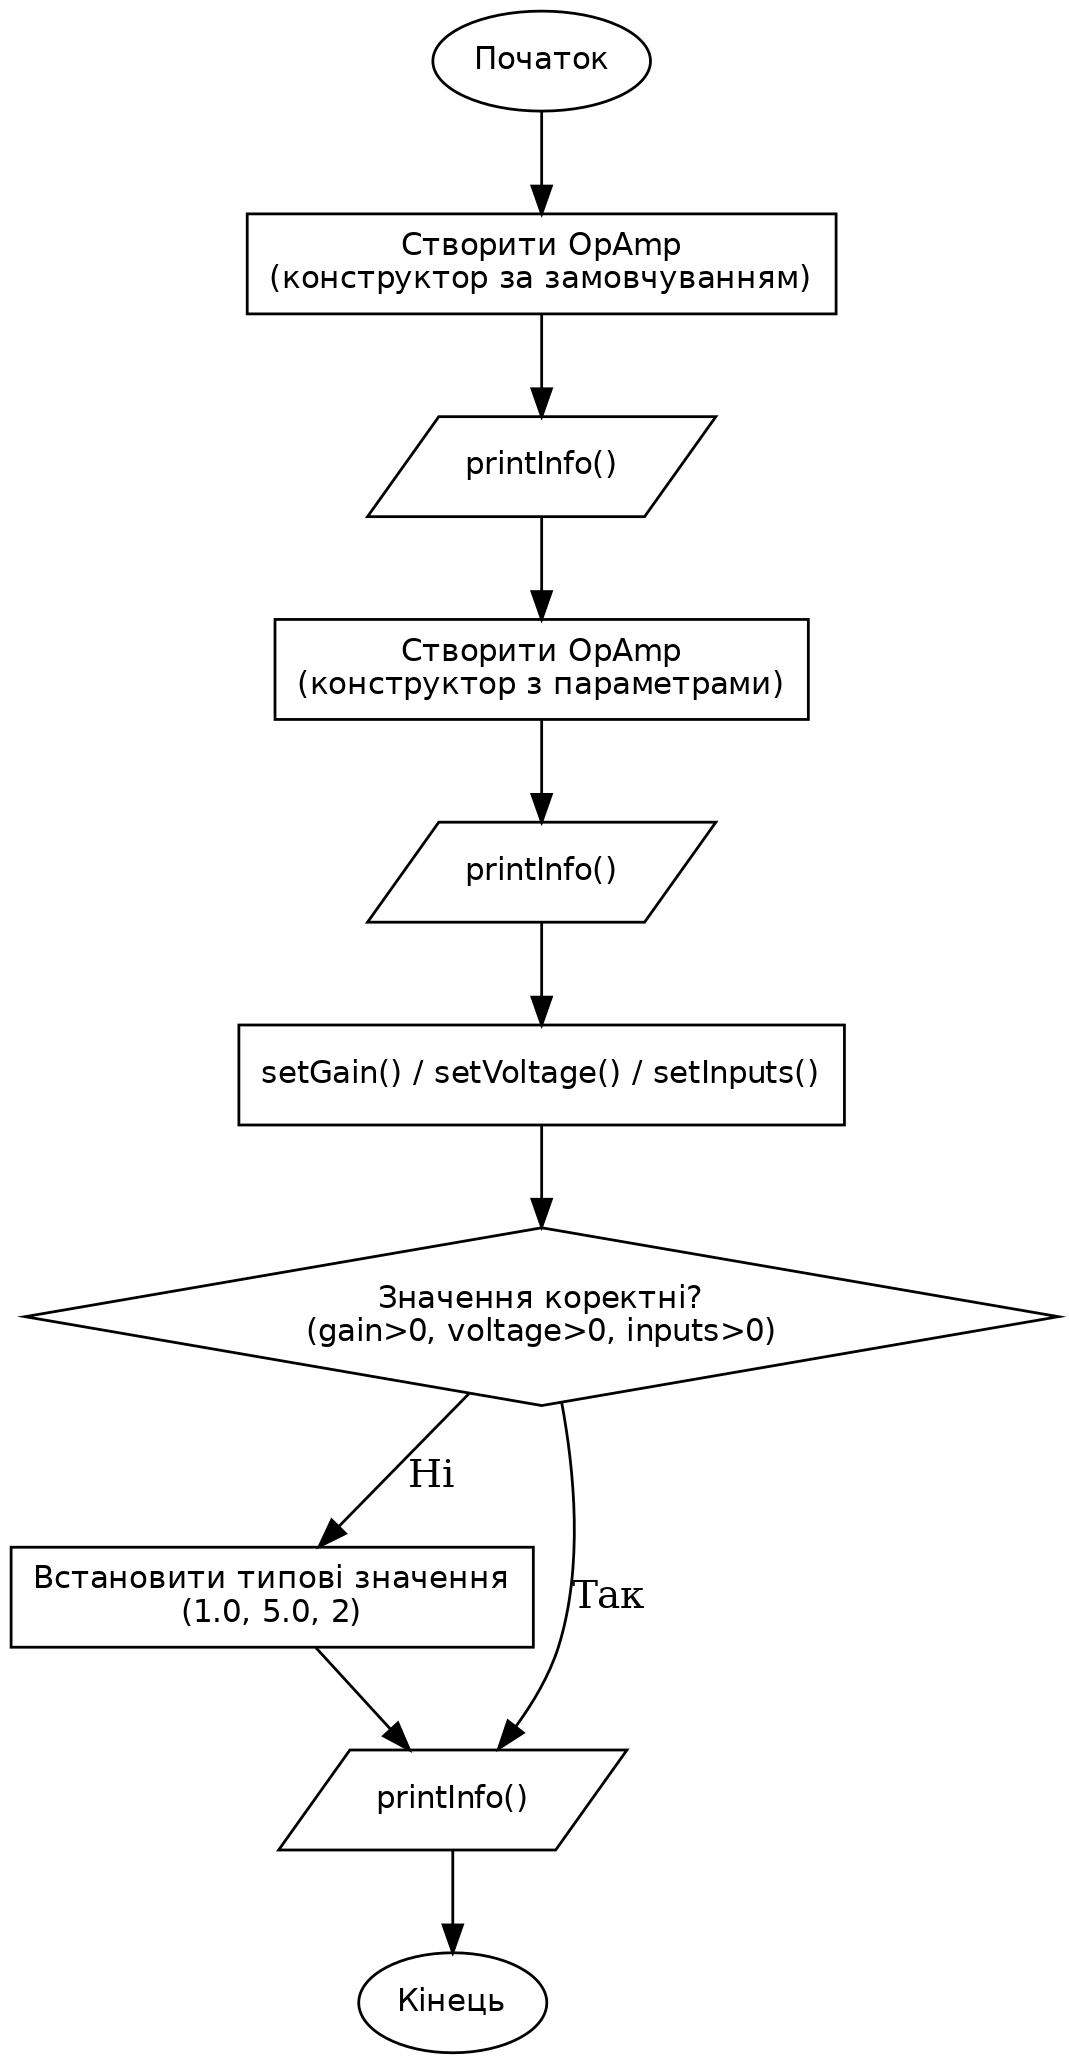 Початок
Створити OpAmp
(конструктор за замовчуванням)
printInfo()
Створити OpAmp
(конструктор з параметрами)
printInfo()
setGain() / setVoltage() / setInputs()
Значення коректні?
(gain>0, voltage>0, inputs>0)
Ні
Встановити типові значення
(1.0, 5.0, 2)
Так
printInfo()
Кінець